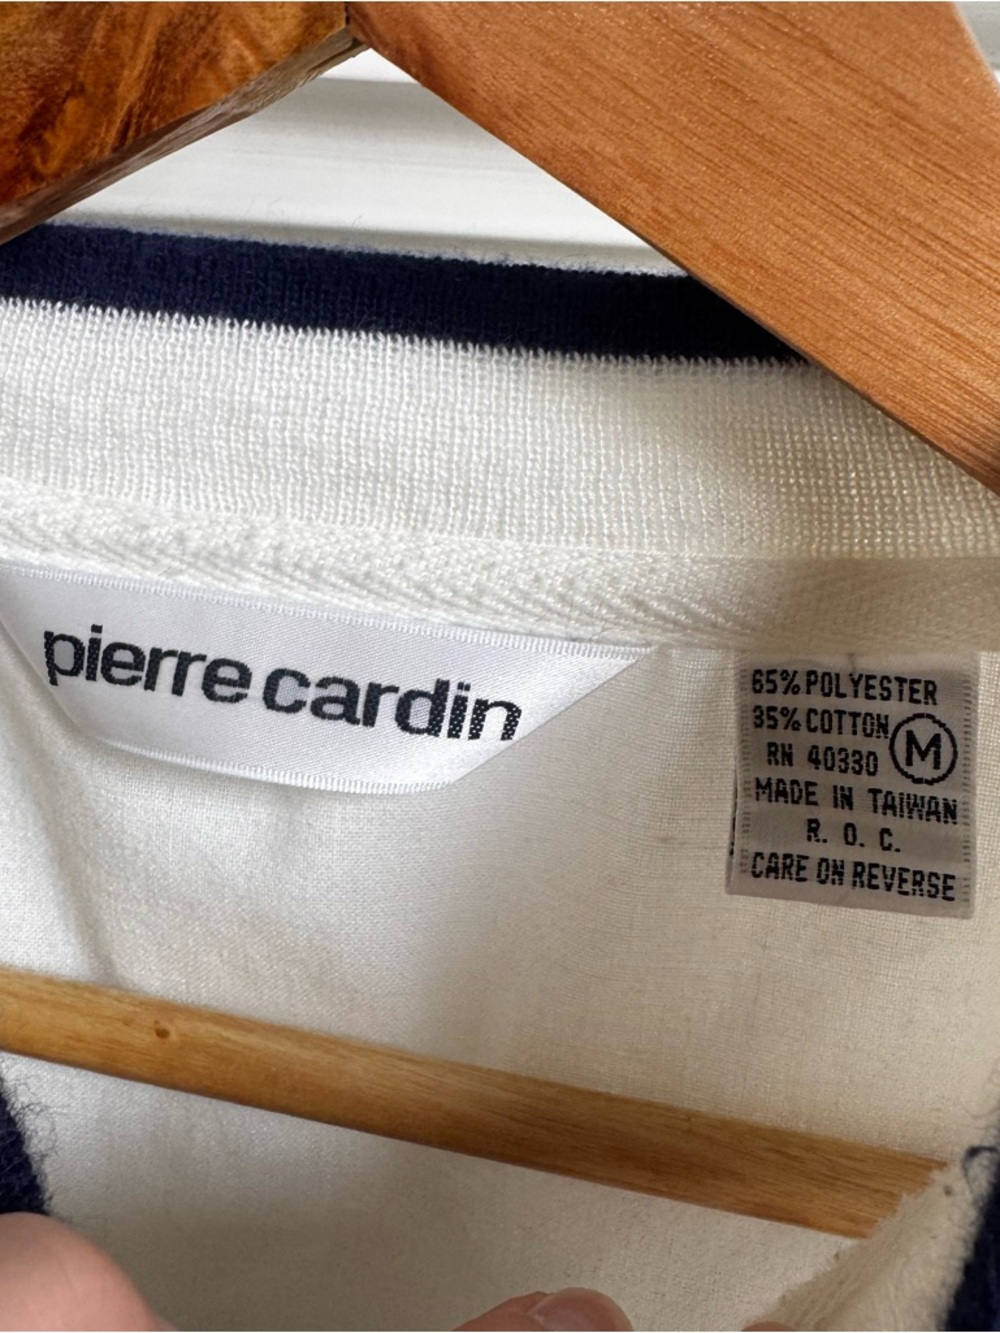 pierre cardin
65% POLYESTER
35% COTTON
M
RN 40330
MADE IN TAIWAN
R. O. C.
CARE ON REVERSE